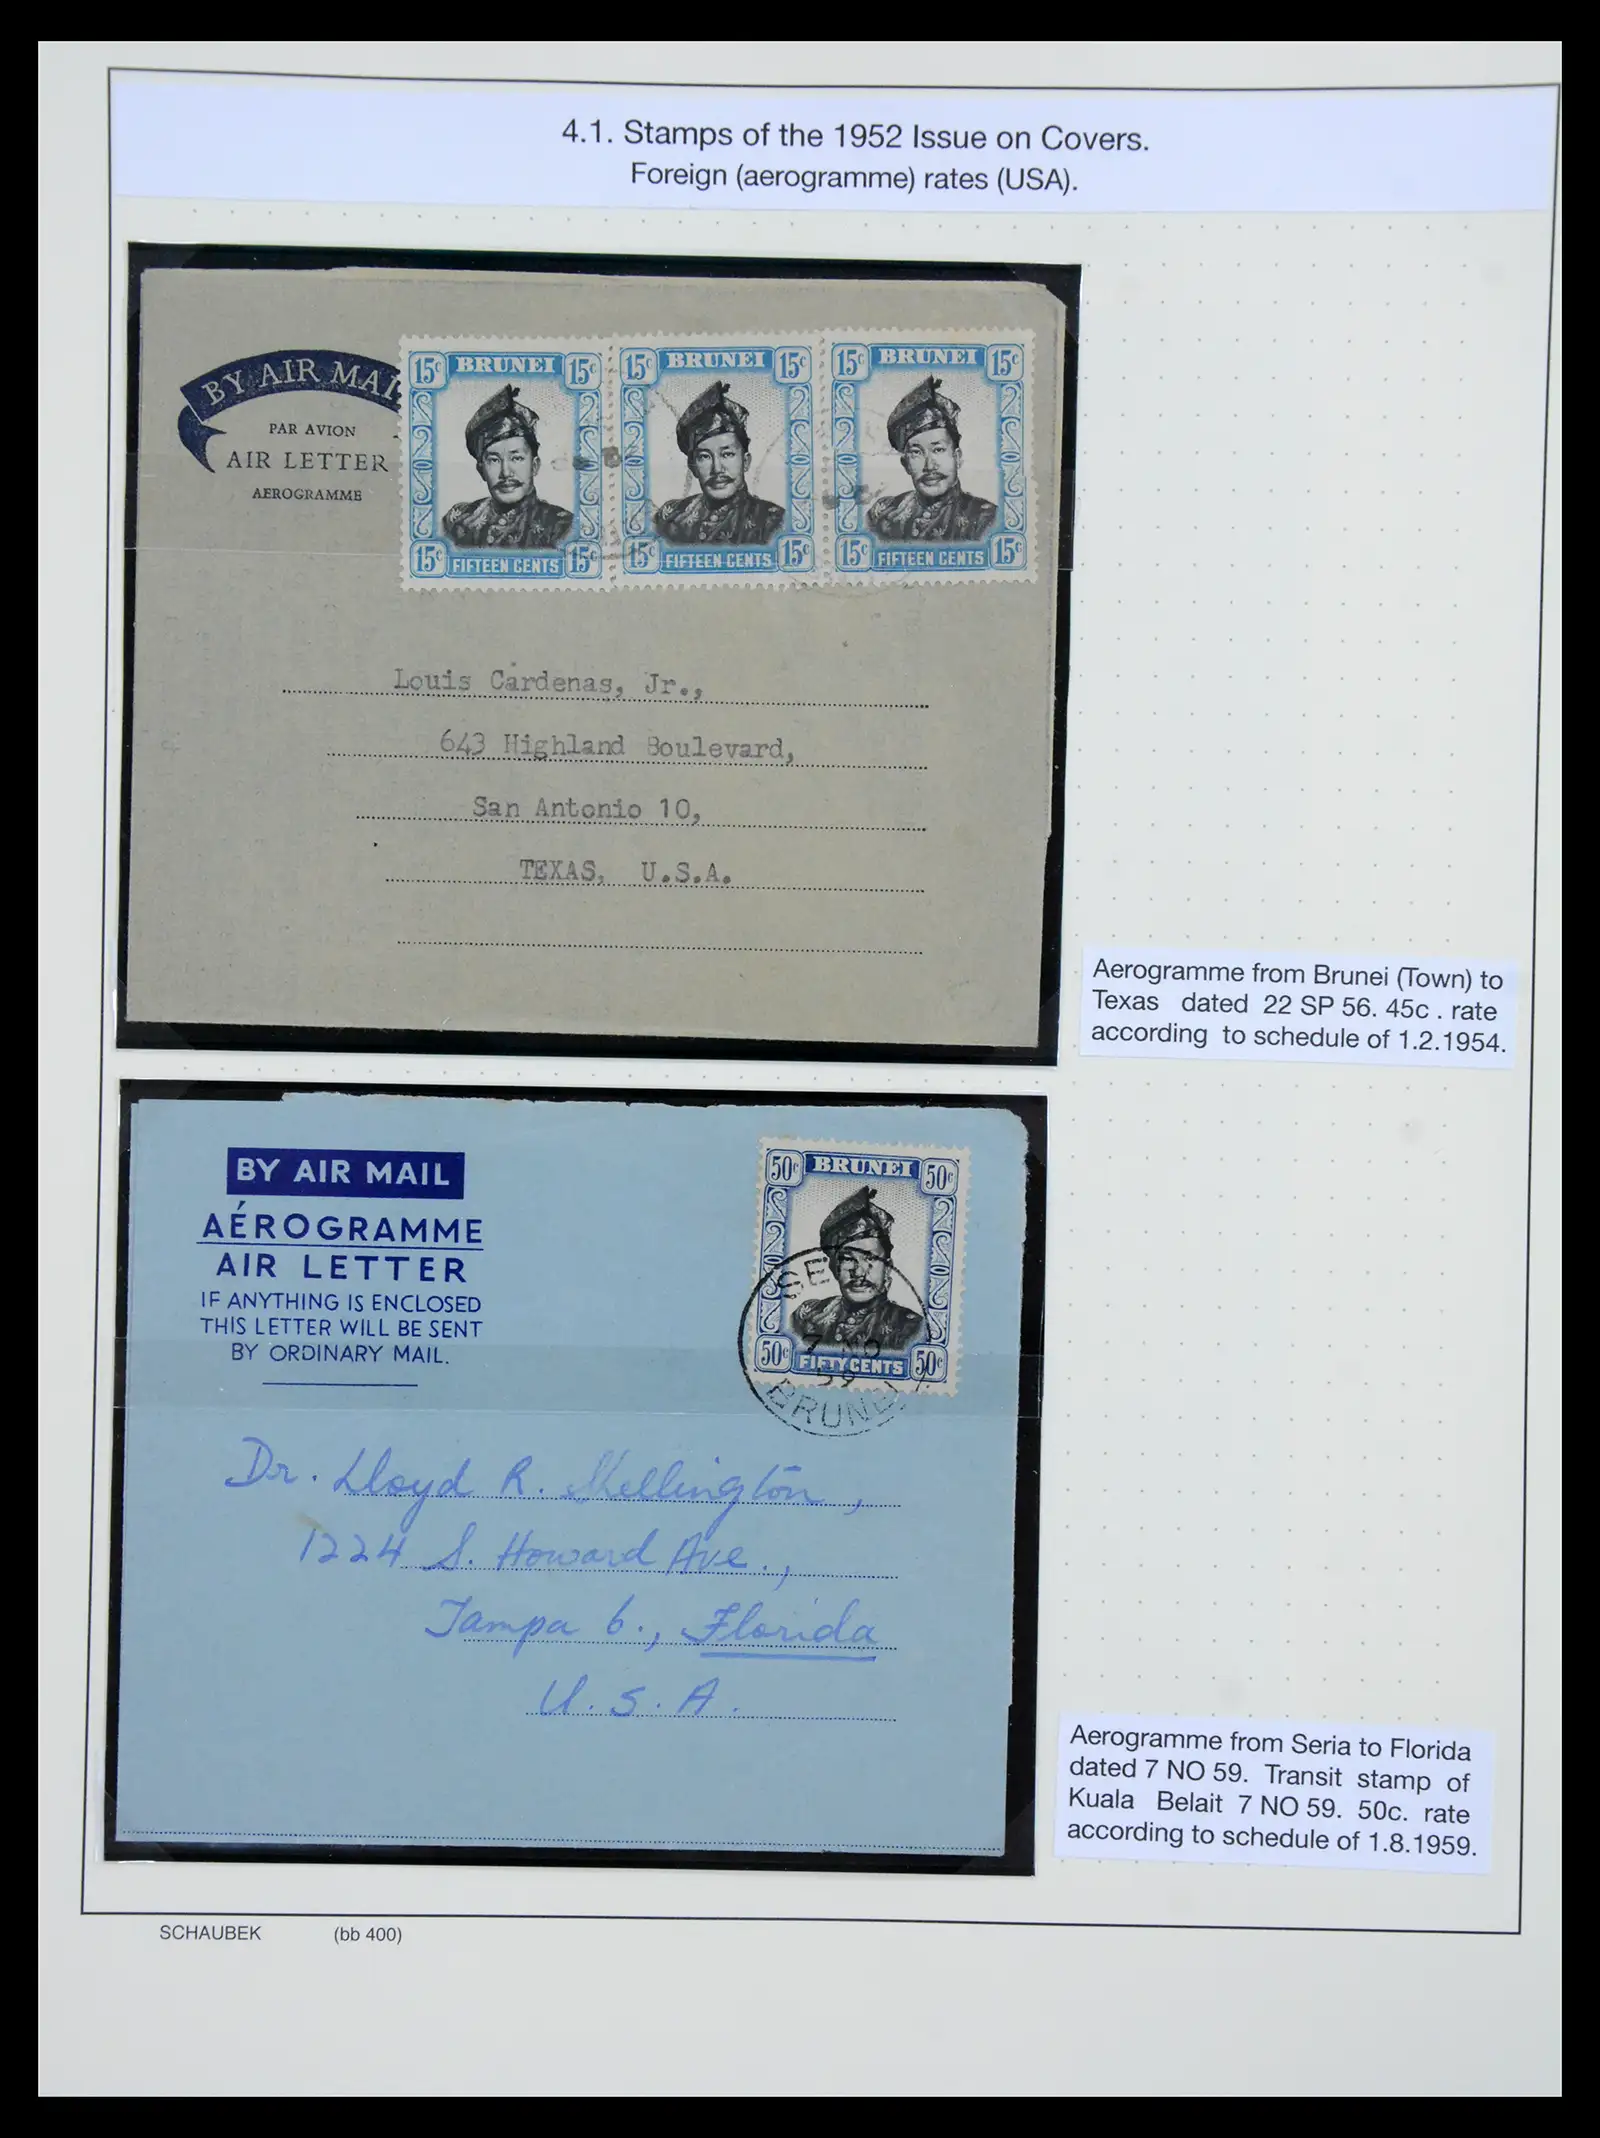 4.1. Stamps of the 1952 Issue on Covers.
Foreign (aerogramme) rates (USA).
BY AIR MAI
PAR AVION
AIR LETTER
AEROGRAMME
15c BRUNEI 15c
15c FIFTEEN CENTS 15c
15c BRUNEI 15c
15c FIFTEEN CENTS 15c
15c BRUNEI 15c
15c FIFTEEN CENTS 15c
Louis Cardenas, Jr.,
643 Highland Boulevard,
San Antonio 10,
TEXAS, U.S.A.
Aerogramme from Brunei (Town) to
Texas dated 22 SP 56. 45c . rate
according to schedule of 1.2.1954.
BY AIR MAIL
AÉROGRAMME
AIR LETTER
IF ANYTHING IS ENCLOSED
THIS LETTER WILL BE SENT
BY ORDINARY MAIL.
50c BRUNEI 50c
50c FIFTY CENTS 50c
SERIA
7 NO
59
BRUNEI
Dr. Lloyd R. Skellington,
1224 S. Howard Ave.,
Tampa 6., Florida
U.S.A.
Aerogramme from Seria to Florida
dated 7 NO 59. Transit stamp of
Kuala Belait 7 NO 59. 50c. rate
according to schedule of 1.8.1959.
SCHAUBEK (bb 400)